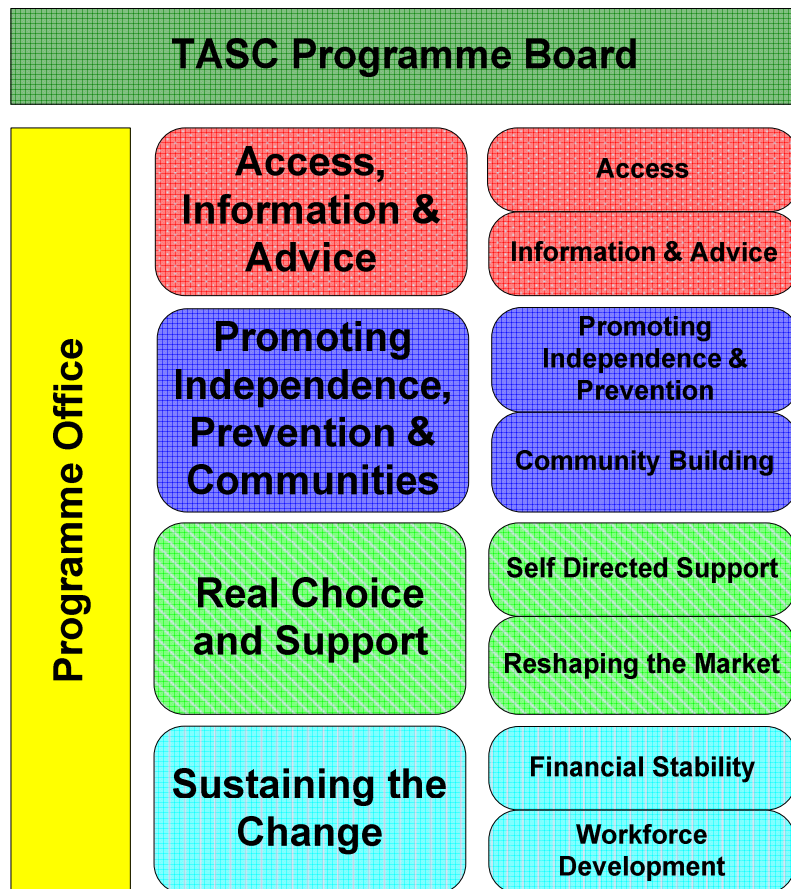 TASC Programme Board
Programme Office
Access,
Information &
Advice
Access
Information & Advice
Promoting
Independence,
Prevention &
Communities
Promoting
Independence &
Prevention
Community Building
Real Choice
and Support
Self Directed Support
Reshaping the Market
Sustaining the
Change
Financial Stability
Workforce
Development